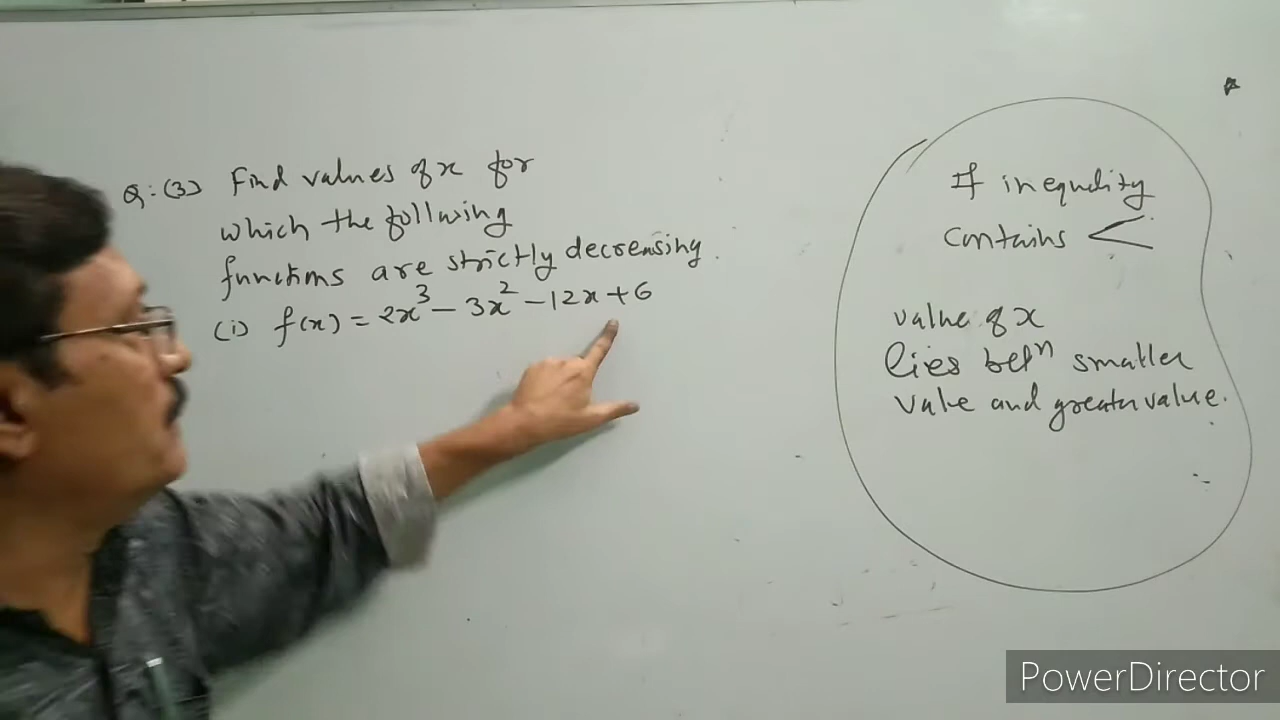 Q:(3) Find values of x for
which the following
functions are strictly decreasing.
(i) f(x) = 2x³ - 3x² - 12x + 6
If inequality
contains <
value of x
lies betⁿ smaller
value and greater value.
PowerDirector